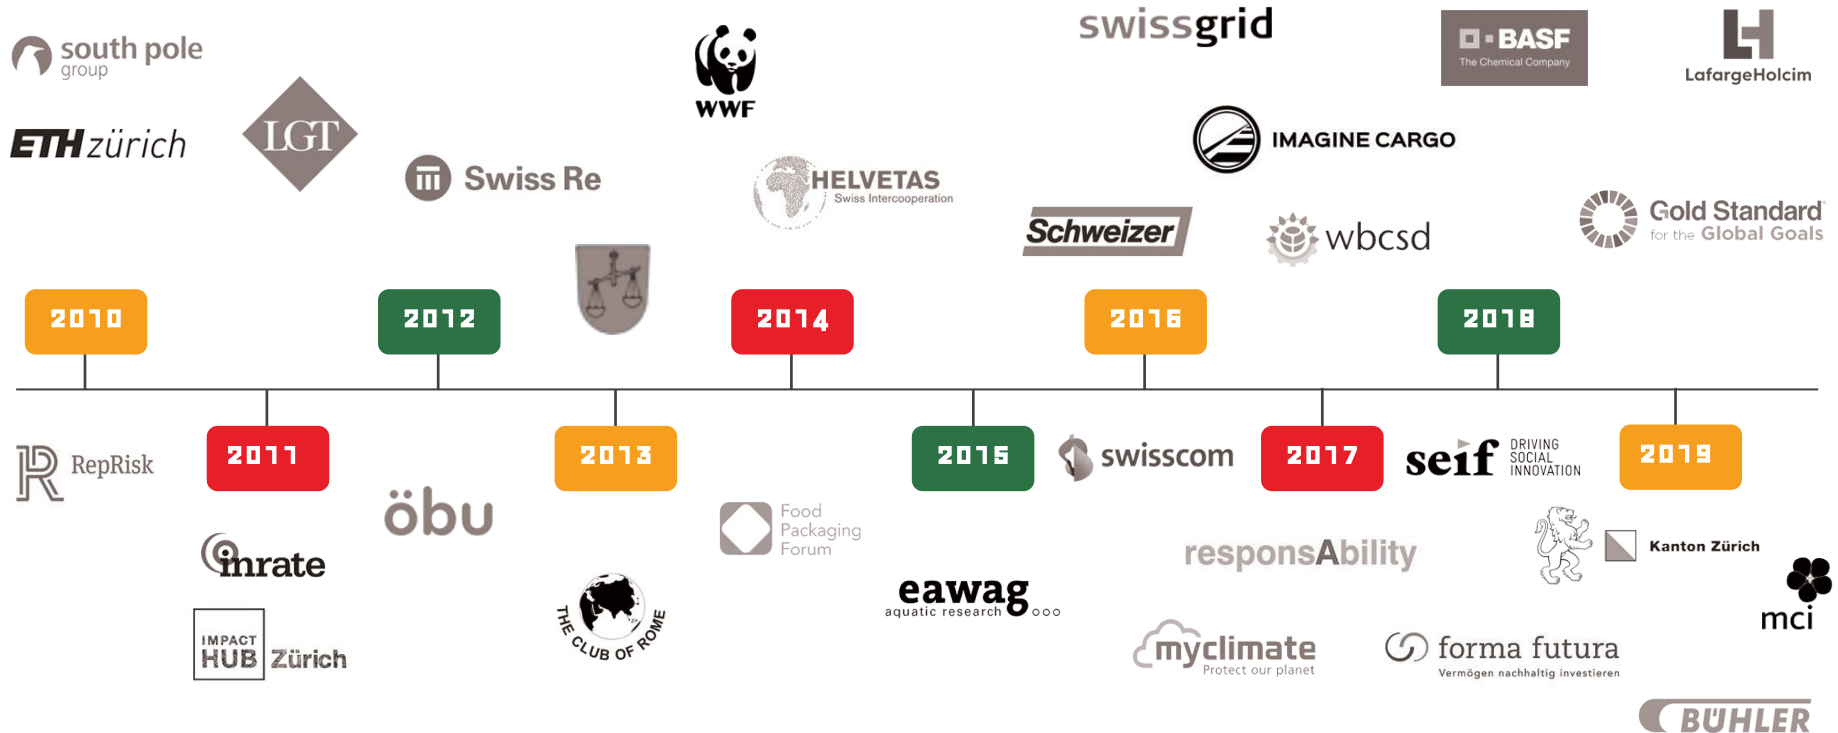 south pole
group
ETH zürich
LGT
Swiss Re
WWF
HELVETAS
Swiss Intercooperation
swissgrid
IMAGINE CARGO
Schweizer
wbcsd
BASF
The Chemical Company
LafargeHolcim
Gold Standard
for the Global Goals
2010
2012
2014
2016
2018
2011
2013
2015
2017
2019
RepRisk
inrate
IMPACT
HUB Zürich
öbu
THE CLUB OF ROME
Food
Packaging
Forum
eawag
aquatic research
swisscom
responsAbility
myclimate
Protect our planet
seif
DRIVING
SOCIAL
INNOVATION
Kanton Zürich
forma futura
Vermögen nachhaltig investieren
mci
BÜHLER